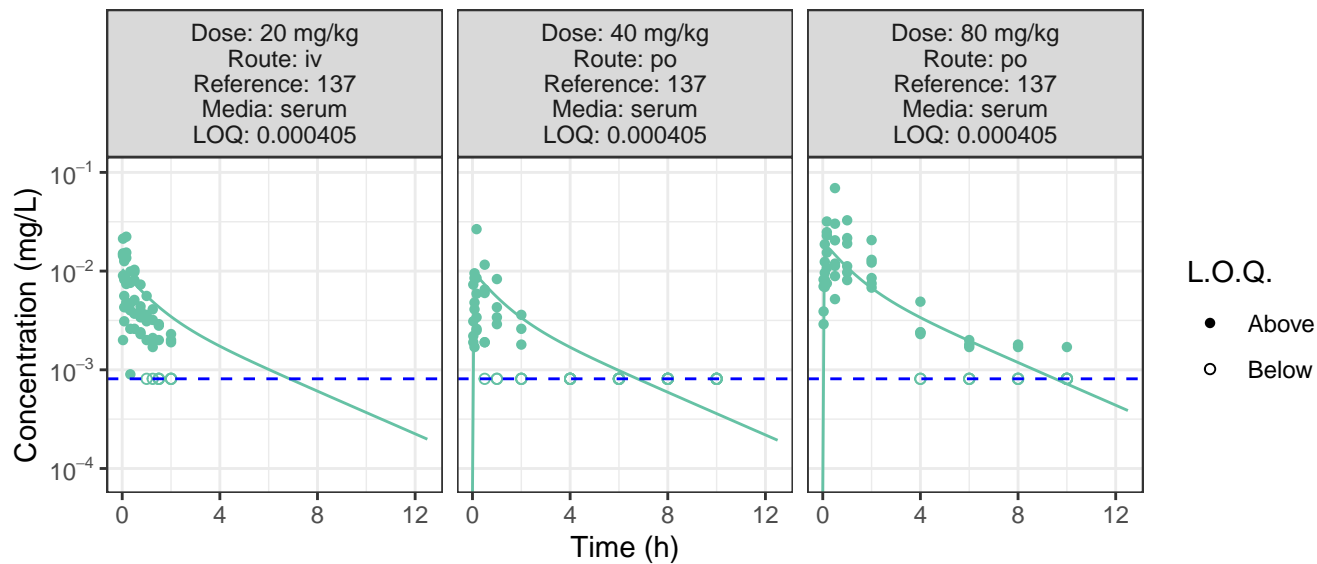 Dose: 20 mg/kg
Route: iv
Reference: 137
Media: serum
LOQ: 0.000405
Dose: 40 mg/kg
Route: po
Reference: 137
Media: serum
LOQ: 0.000405
Dose: 80 mg/kg
Route: po
Reference: 137
Media: serum
LOQ: 0.000405
Concentration (mg/L)
10⁻¹
10⁻²
10⁻³
10⁻⁴
0 4 8 12
0 4 8 12
0 4 8 12
Time (h)
L.O.Q.
Above
Below